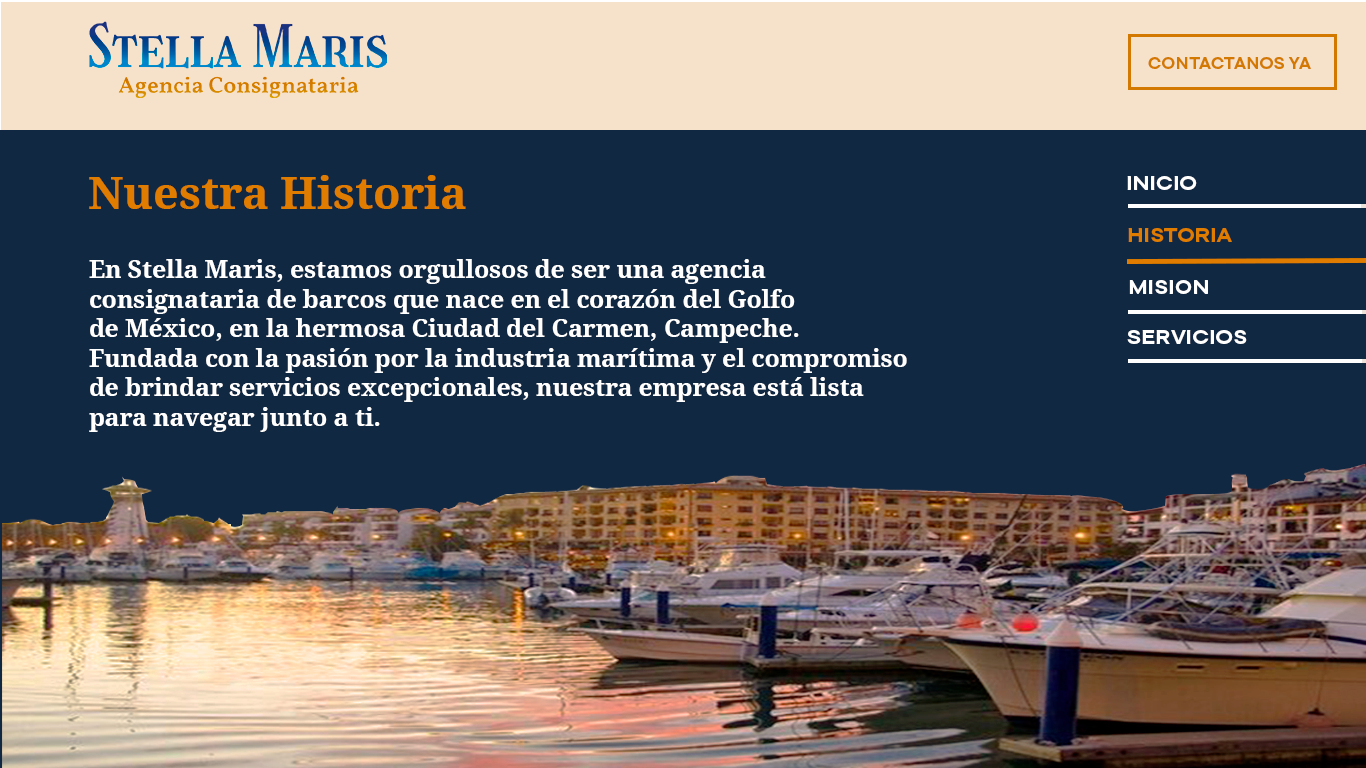 STELLA MARIS
Agencia Consignataria
CONTACTANOS YA
Nuestra Historia
En Stella Maris, estamos orgullosos de ser una agencia
consignataria de barcos que nace en el corazón del Golfo
de México, en la hermosa Ciudad del Carmen, Campeche.
Fundada con la pasión por la industria marítima y el compromiso
de brindar servicios excepcionales, nuestra empresa está lista
para navegar junto a ti.
INICIO
HISTORIA
MISION
SERVICIOS